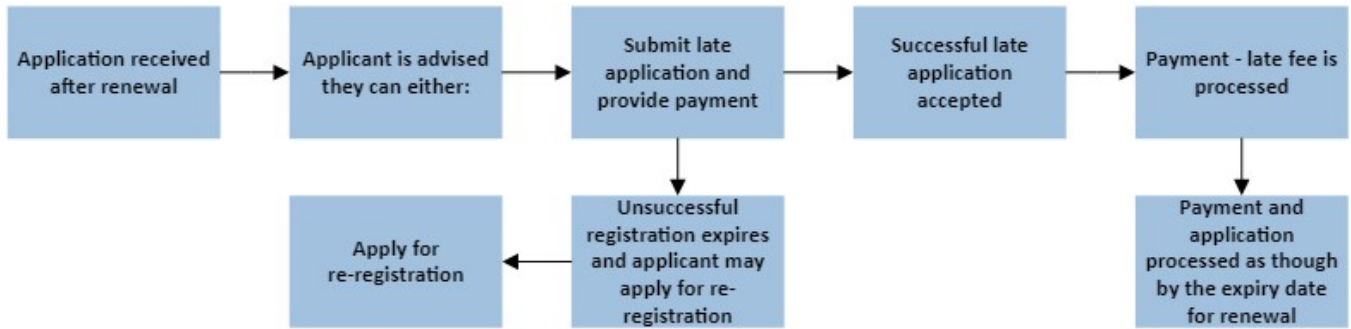 Application received
after renewal
Applicant is advised
they can either:
Submit late
application and
provide payment
Successful late
application
accepted
Payment - late fee is
processed
Apply for
re-registration
Unsuccessful
registration expires
and applicant may
apply for re-
registration
Payment and
application
processed as though
by the expiry date
for renewal